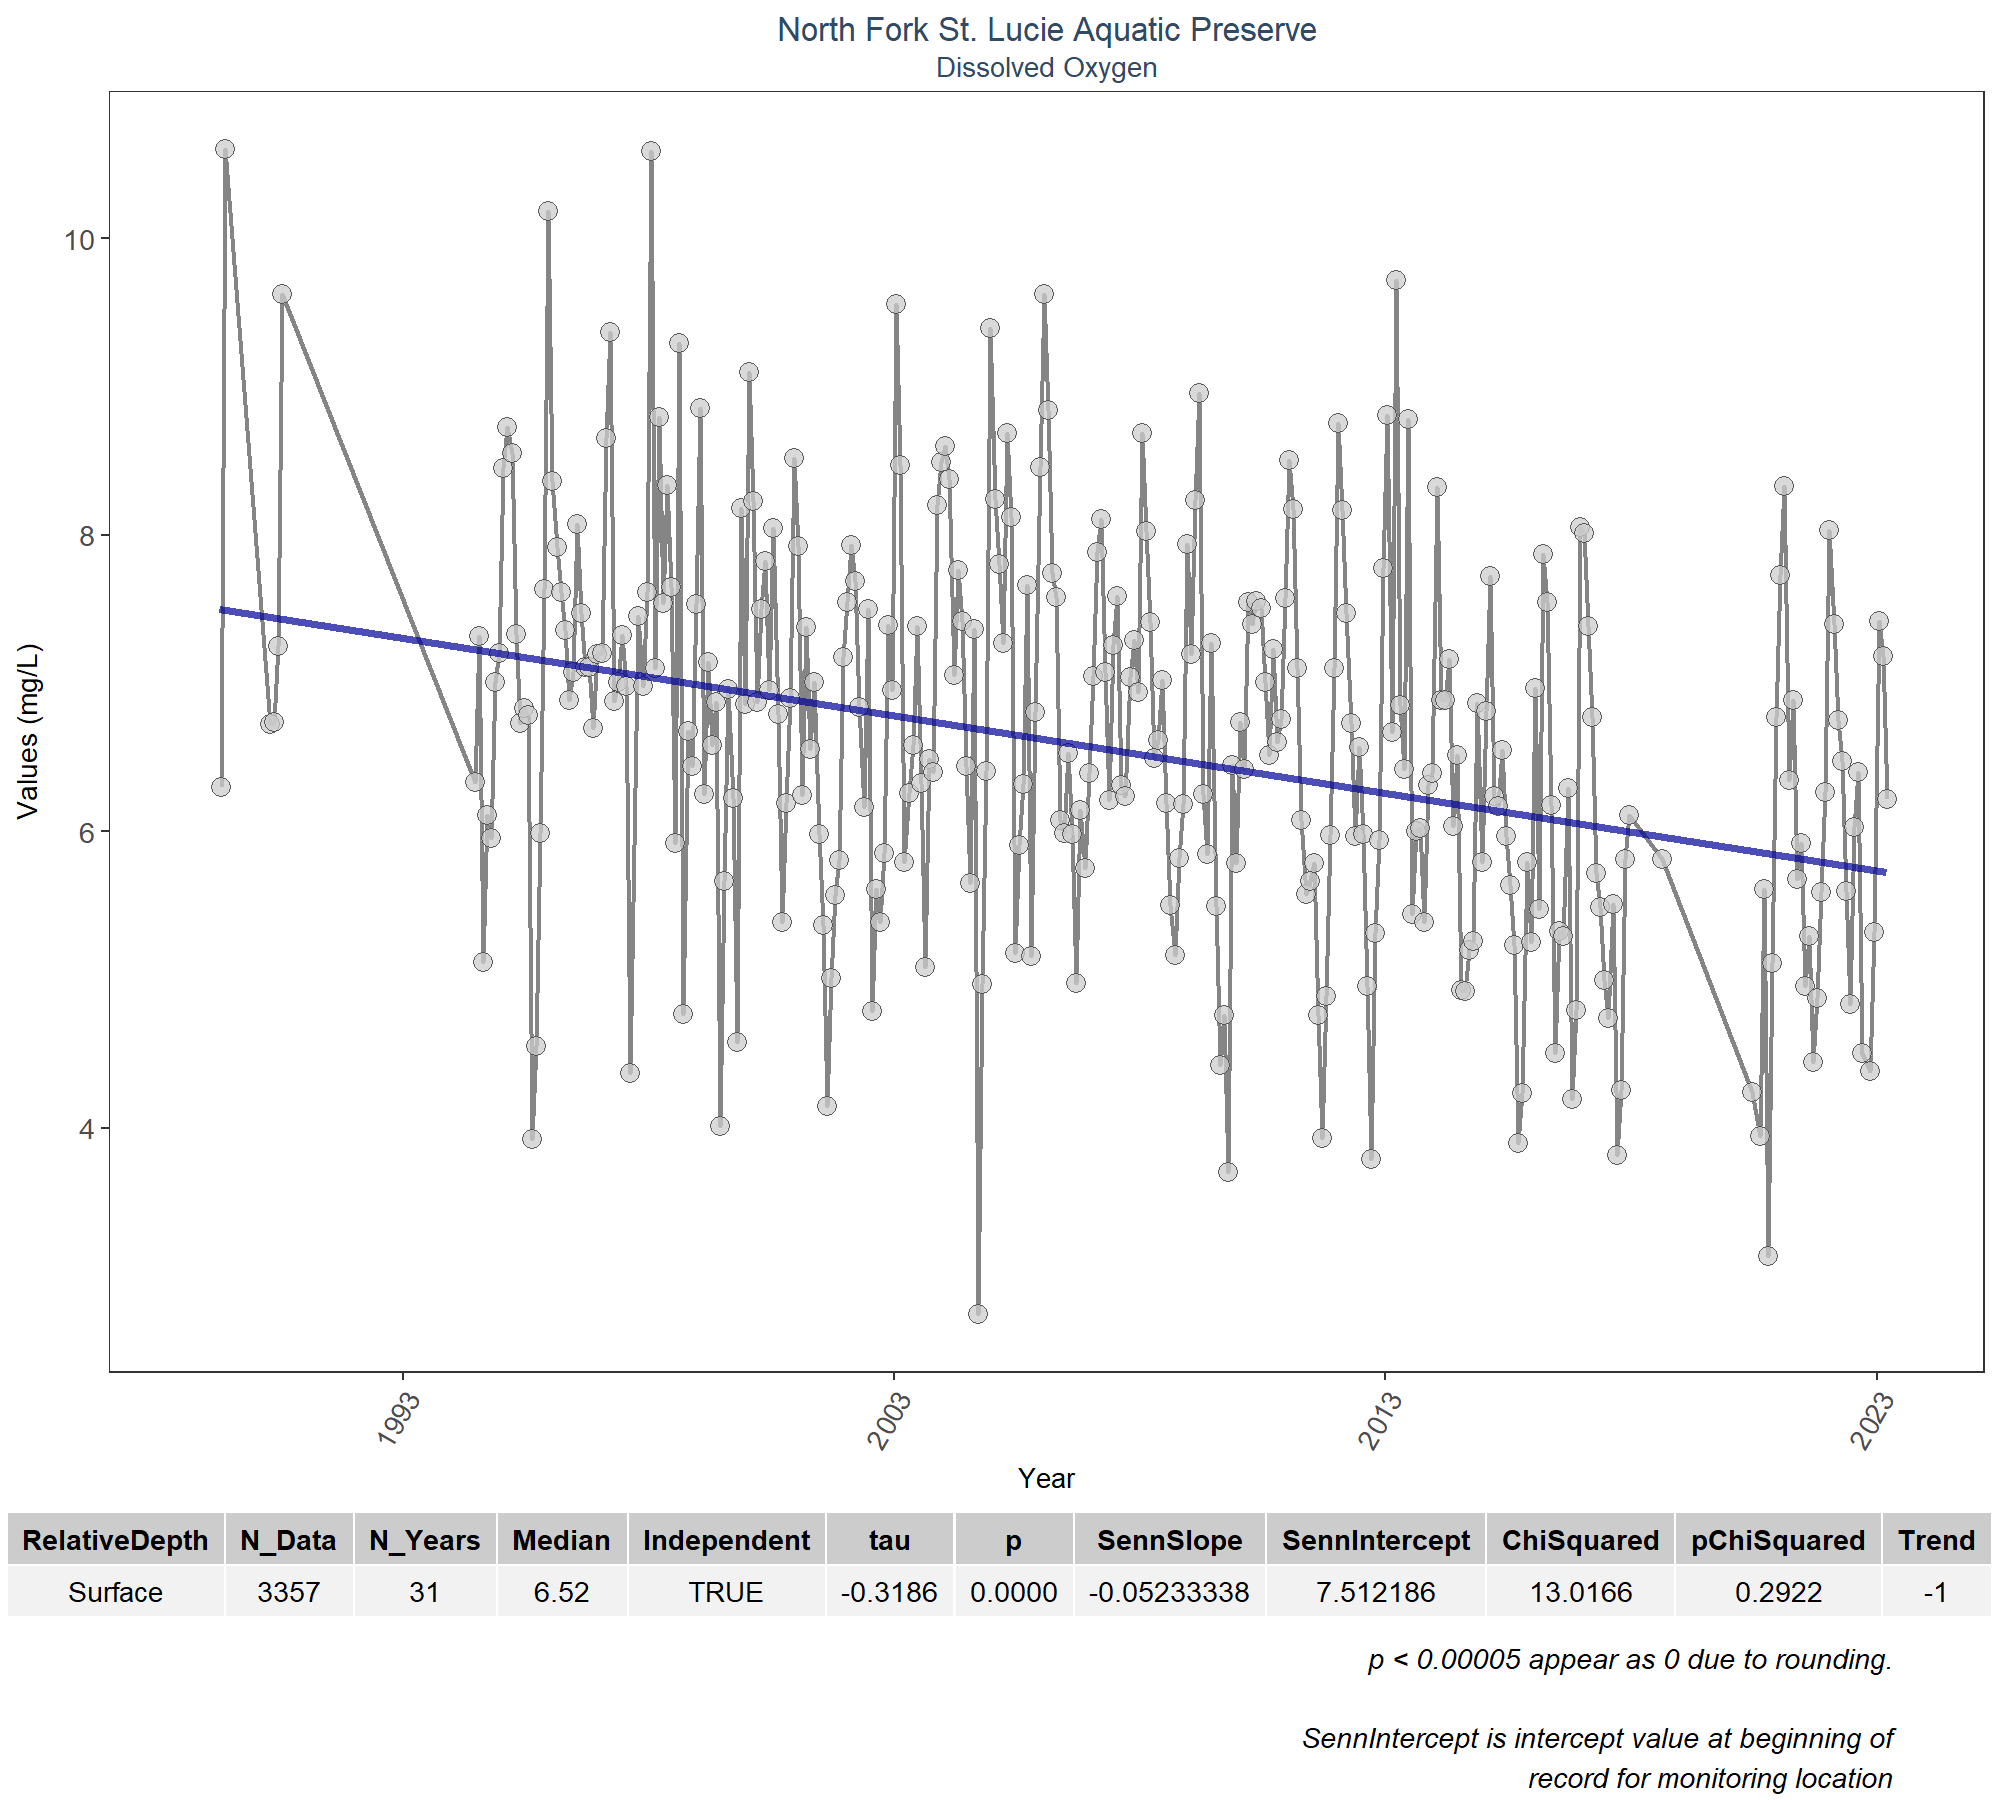 North Fork St. Lucie Aquatic Preserve
Dissolved Oxygen
10
8
6
4
Values (mg/L)
1993 2003 2013 2023
Year
RelativeDepth N_Data N_Years Median Independent tau p SennSlope SennIntercept ChiSquared pChiSquared Trend
Surface 3357 31 6.52 TRUE -0.3186 0.0000 -0.05233338 7.512186 13.0166 0.2922 -1
p < 0.00005 appear as 0 due to rounding.
SennIntercept is intercept value at beginning of
record for monitoring location